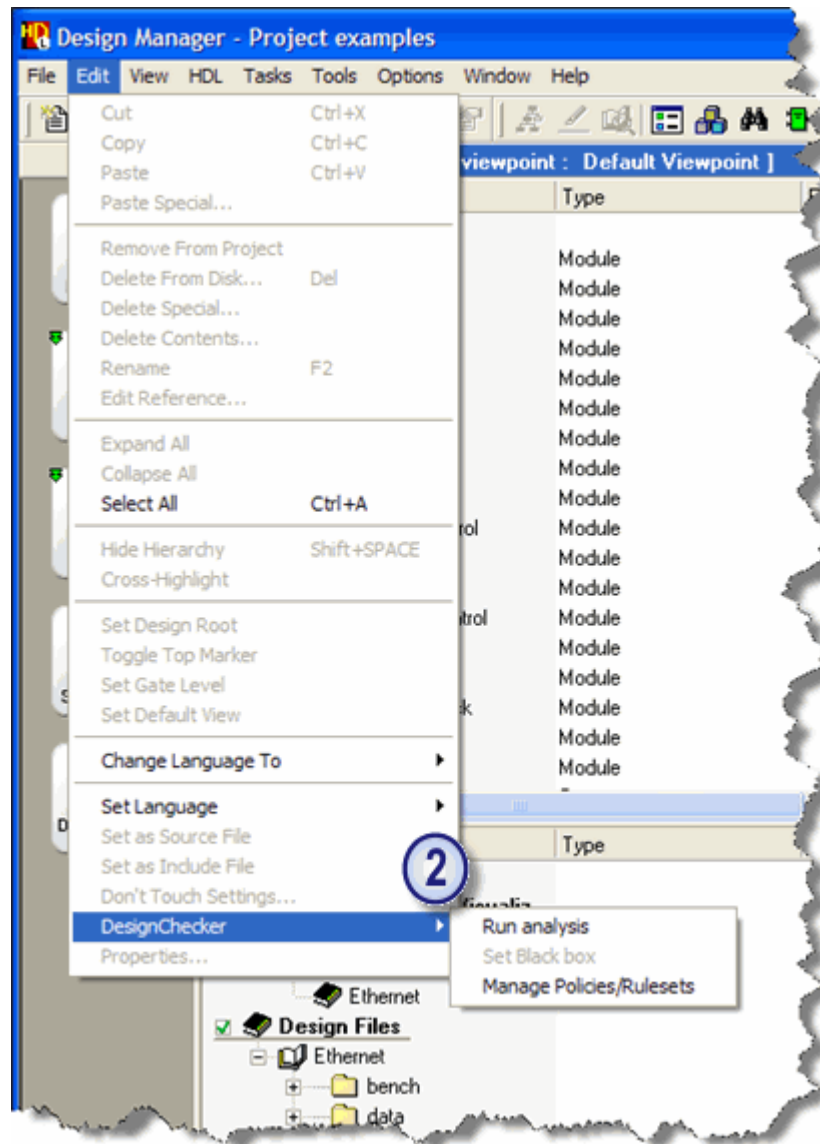 Design Manager - Project examples
File Edit View HDL Tasks Tools Options Window Help
viewpoint : Default Viewpoint ]
Cut Ctrl+X
Copy Ctrl+C
Paste Ctrl+V
Paste Special...
Remove From Project
Delete From Disk... Del
Delete Special...
Delete Contents...
Rename F2
Edit Reference...
Expand All
Collapse All
Select All Ctrl+A
Hide Hierarchy Shift+SPACE
Cross-Highlight
Set Design Root
Toggle Top Marker
Set Gate Level
Set Default View
Change Language To
Set Language
Set as Source File
Set as Include File
Don't Touch Settings...
DesignChecker
Properties...
2
Run analysis
Set Black box
Manage Policies/Rulesets
Type
Module
Module
Module
Module
Module
Module
Module
Module
Module
rol Module
Module
Module
trol Module
Module
Module
k Module
Module
Module
Type
Ethernet
Design Files
Ethernet
bench
data